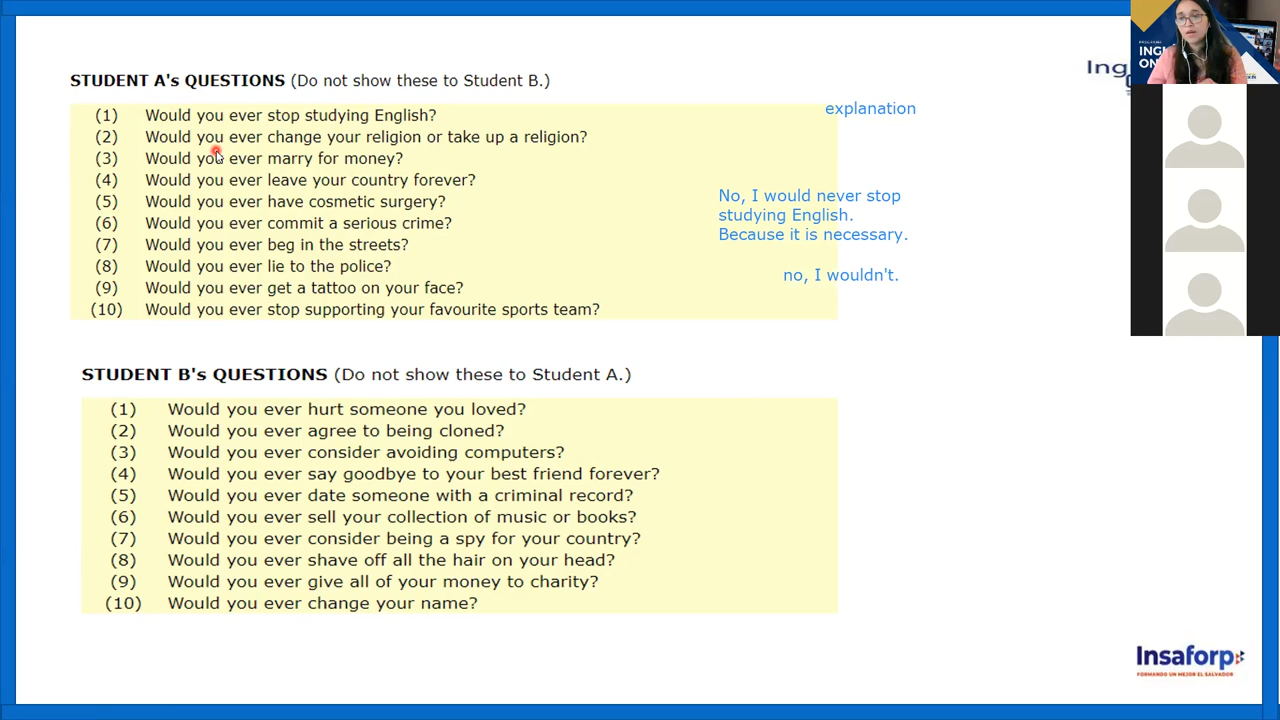 STUDENT A's QUESTIONS (Do not show these to Student B.)
(1) Would you ever stop studying English?
(2) Would you ever change your religion or take up a religion?
(3) Would you ever marry for money?
(4) Would you ever leave your country forever?
(5) Would you ever have cosmetic surgery?
(6) Would you ever commit a serious crime?
(7) Would you ever beg in the streets?
(8) Would you ever lie to the police?
(9) Would you ever get a tattoo on your face?
(10) Would you ever stop supporting your favourite sports team?
explanation
No, I would never stop
studying English.
Because it is necessary.
no, I wouldn't.
STUDENT B's QUESTIONS (Do not show these to Student A.)
(1) Would you ever hurt someone you loved?
(2) Would you ever agree to being cloned?
(3) Would you ever consider avoiding computers?
(4) Would you ever say goodbye to your best friend forever?
(5) Would you ever date someone with a criminal record?
(6) Would you ever sell your collection of music or books?
(7) Would you ever consider being a spy for your country?
(8) Would you ever shave off all the hair on your head?
(9) Would you ever give all of your money to charity?
(10) Would you ever change your name?
Ing
INGL
ON
Insaforp
FORMANDO UN MEJOR EL SALVADOR